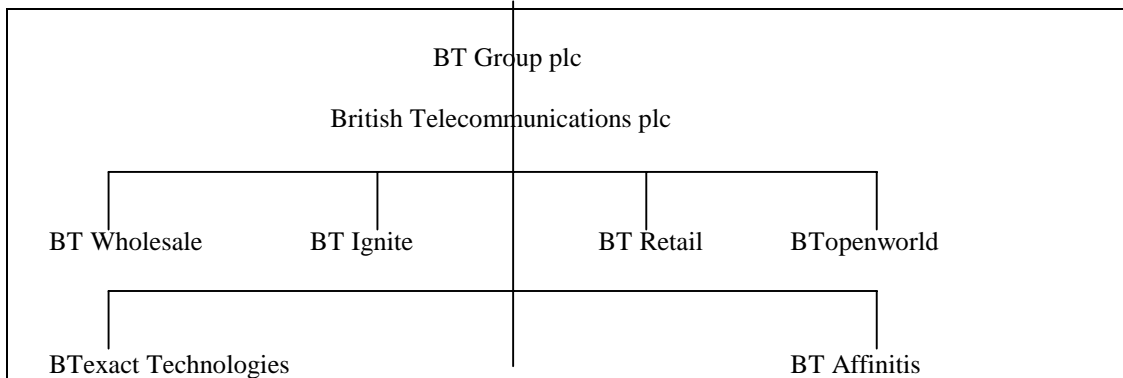 BT Group plc
British Telecommunications plc
BT Wholesale BT Ignite BT Retail BTopenworld
BTexact Technologies BT Affinitis